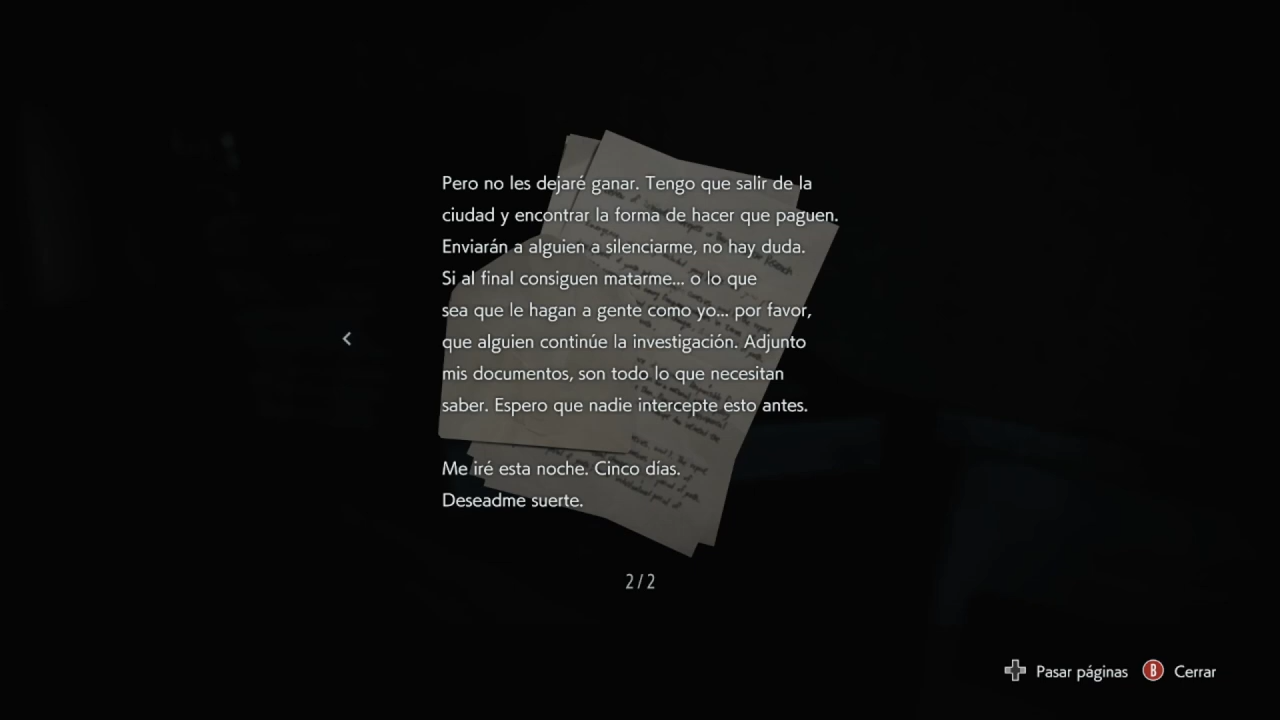 Pero no les dejaré ganar. Tengo que salir de la
ciudad y encontrar la forma de hacer que paguen.
Enviarán a alguien a silenciarme, no hay duda.
Si al final consiguen matarme... o lo que
sea que le hagan a gente como yo... por favor,
que alguien continúe la investigación. Adjunto
mis documentos, son todo lo que necesitan
saber. Espero que nadie intercepte esto antes.
Me iré esta noche. Cinco días.
Deseadme suerte.
2 / 2
Pasar páginas B Cerrar